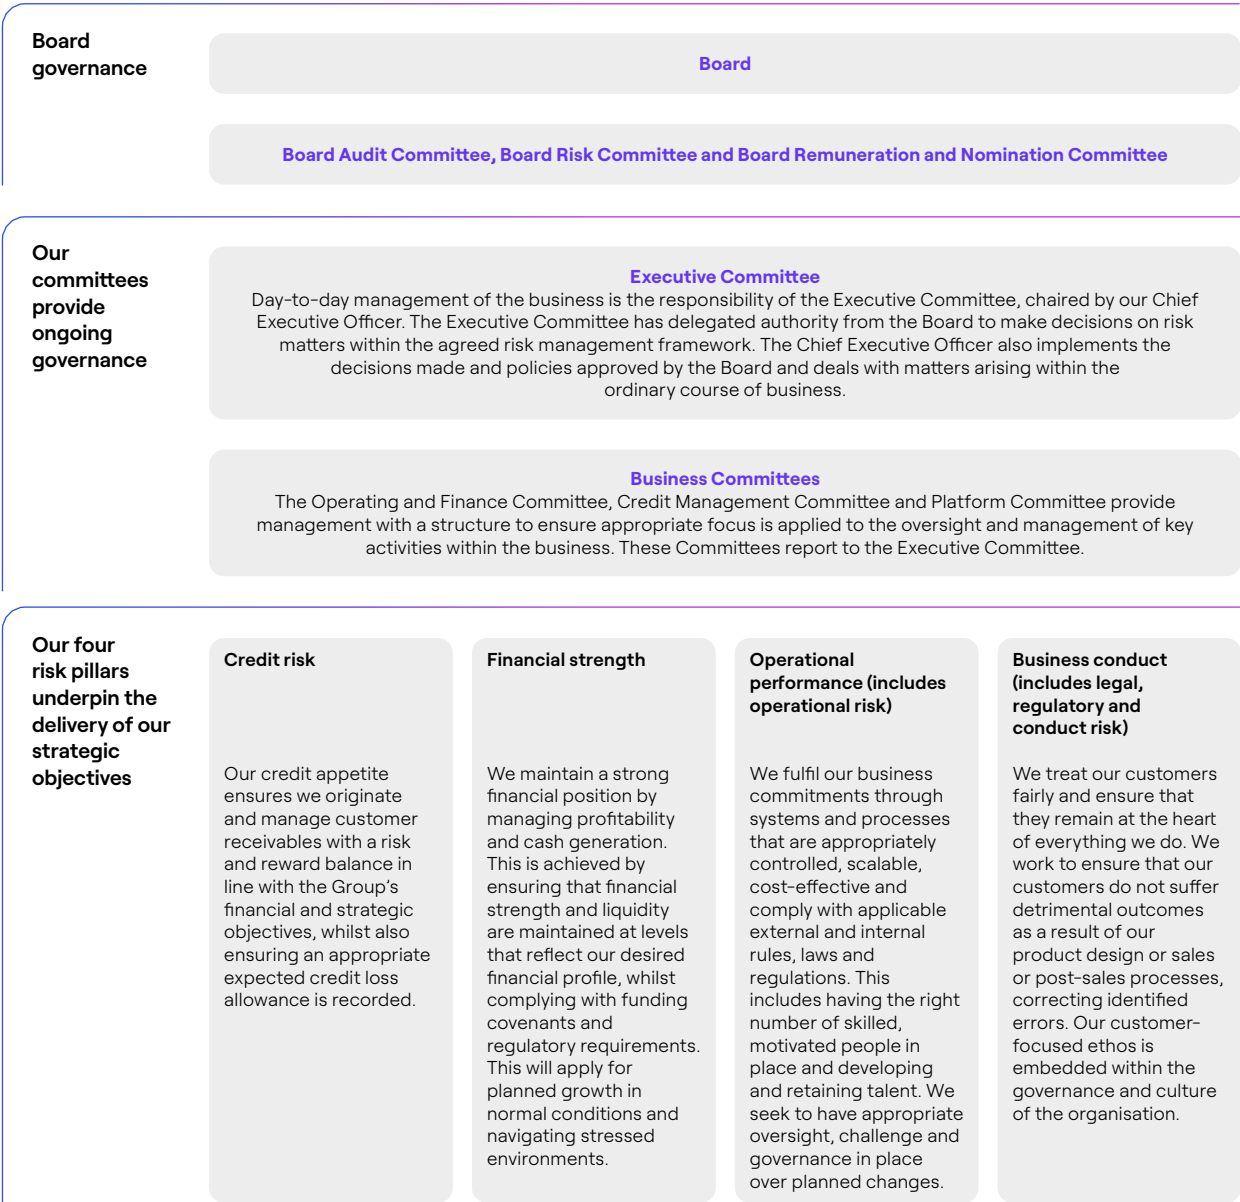 Board
governance
Board
Board Audit Committee, Board Risk Committee and Board Remuneration and Nomination Committee
Our
committees
provide
ongoing
governance
Executive Committee
Day-to-day management of the business is the responsibility of the Executive Committee, chaired by our Chief
Executive Officer. The Executive Committee has delegated authority from the Board to make decisions on risk
matters within the agreed risk management framework. The Chief Executive Officer also implements the
decisions made and policies approved by the Board and deals with matters arising within the
ordinary course of business.
Business Committees
The Operating and Finance Committee, Credit Management Committee and Platform Committee provide
management with a structure to ensure appropriate focus is applied to the oversight and management of key
activities within the business. These Committees report to the Executive Committee.
Our four
risk pillars
underpin the
delivery of our
strategic
objectives
Credit risk
Our credit appetite
ensures we originate
and manage customer
receivables with a risk
and reward balance in
line with the Group's
financial and strategic
objectives, whilst also
ensuring an appropriate
expected credit loss
allowance is recorded.
Financial strength
We maintain a strong
financial position by
managing profitability
and cash generation.
This is achieved by
ensuring that financial
strength and liquidity
are maintained at levels
that reflect our desired
financial profile, whilst
complying with funding
covenants and
regulatory requirements.
This will apply for
planned growth in
normal conditions and
navigating stressed
environments.
Operational
performance (includes
operational risk)
We fulfil our business
commitments through
systems and processes
that are appropriately
controlled, scalable,
cost-effective and
comply with applicable
external and internal
rules, laws and
regulations. This
includes having the right
number of skilled,
motivated people in
place and developing
and retaining talent. We
seek to have appropriate
oversight, challenge and
governance in place
over planned changes.
Business conduct
(includes legal,
regulatory and
conduct risk)
We treat our customers
fairly and ensure that
they remain at the heart
of everything we do. We
work to ensure that our
customers do not suffer
detrimental outcomes
as a result of our
product design or sales
or post-sales processes,
correcting identified
errors. Our customer-
focused ethos is
embedded within the
governance and culture
of the organisation.